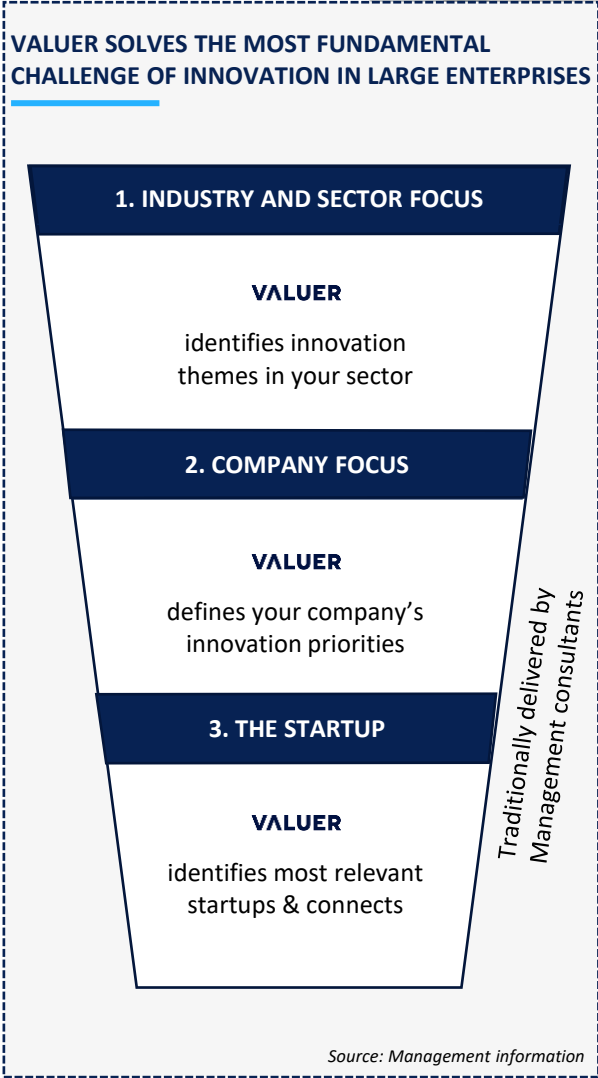 VALUER SOLVES THE MOST FUNDAMENTAL
CHALLENGE OF INNOVATION IN LARGE ENTERPRISES
1. INDUSTRY AND SECTOR FOCUS
VALUER
identifies innovation
themes in your sector
2. COMPANY FOCUS
VALUER
defines your company’s
innovation priorities
3. THE STARTUP
VALUER
identifies most relevant
startups & connects
Traditionally delivered by
Management consultants
Source: Management information